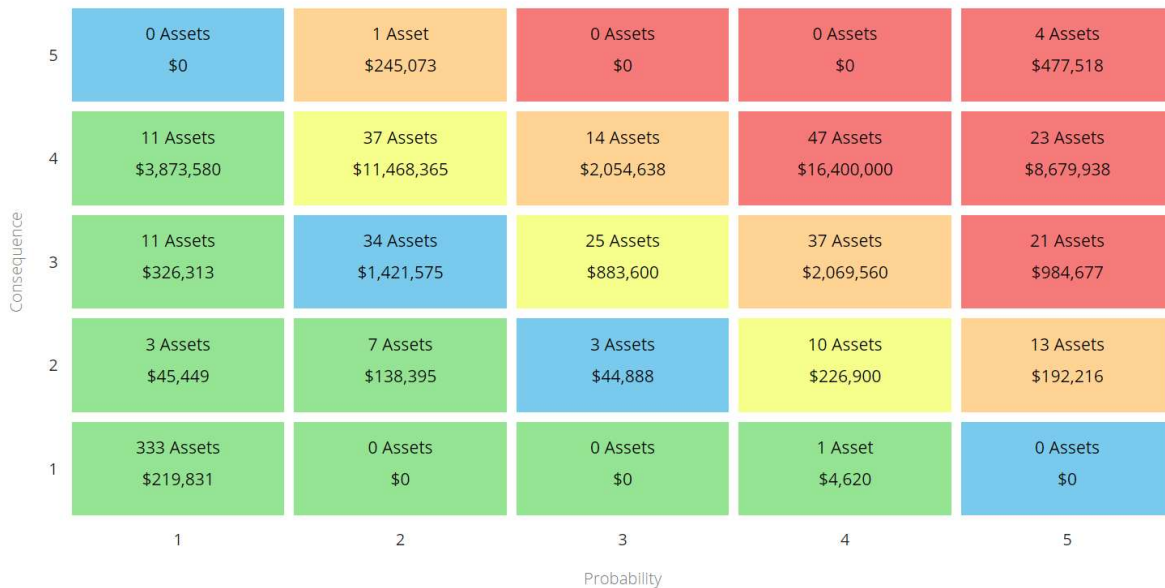 0 Assets
$0
1 Asset
$245,073
0 Assets
$0
0 Assets
$0
4 Assets
$477,518
5
11 Assets
$3,873,580
37 Assets
$11,468,365
14 Assets
$2,054,638
47 Assets
$16,400,000
23 Assets
$8,679,938
4
11 Assets
$326,313
34 Assets
$1,421,575
25 Assets
$883,600
37 Assets
$2,069,560
21 Assets
$984,677
3
Consequence
3 Assets
$45,449
7 Assets
$138,395
3 Assets
$44,888
10 Assets
$226,900
13 Assets
$192,216
2
333 Assets
$219,831
0 Assets
$0
0 Assets
$0
1 Asset
$4,620
0 Assets
$0
1
1
2
3
4
5
Probability